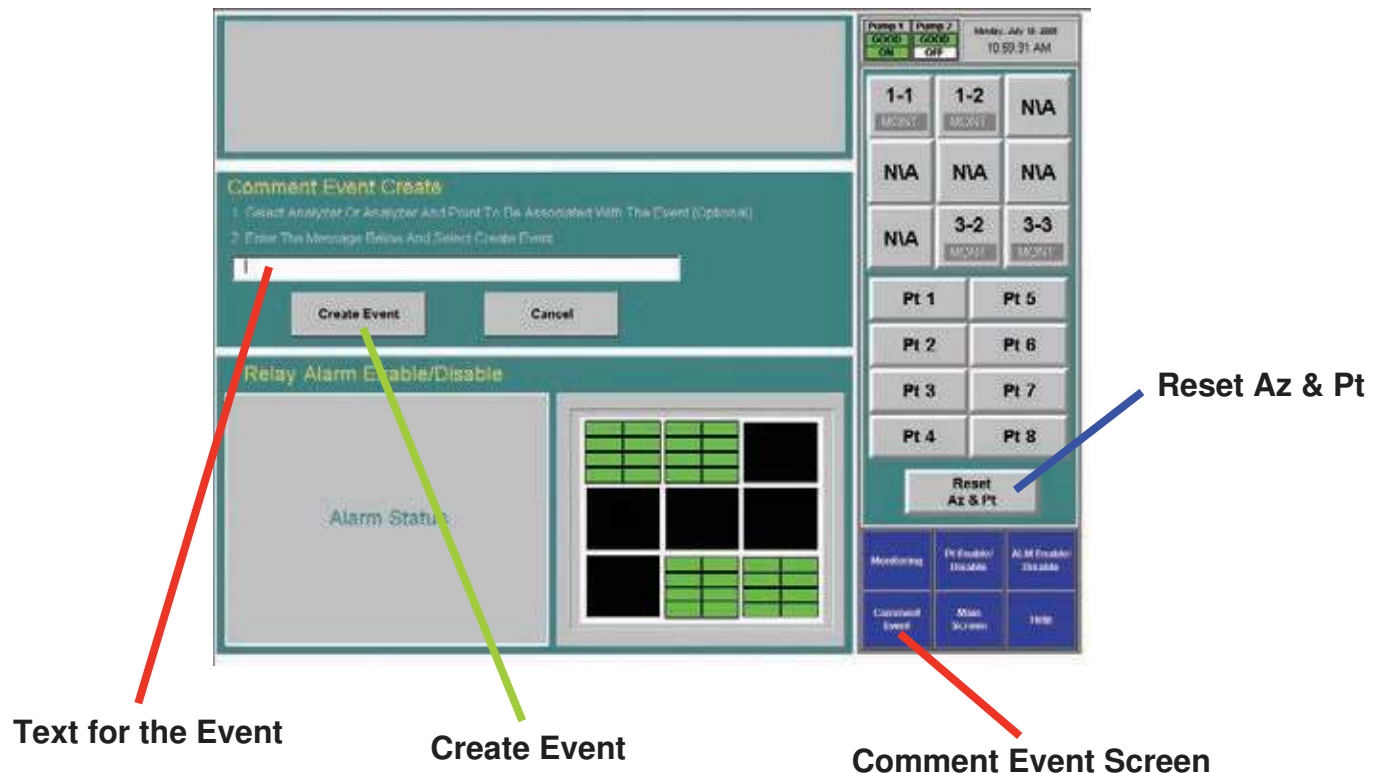 Pump 1 Pump 2
GOOD GOOD
ON OFF
10:59:31 AM
1-1 1-2 N\A
MONT MONT
N\A N\A N\A
N\A 3-2 3-3
MONT MONT
Comment Event Create
1. Select Analyzer Or Analyzer And Point To Be Associated With The Event (Optional)
2. Enter The Message Below And Select Create Event
Create Event Cancel
Pt 1 Pt 5
Pt 2 Pt 6
Pt 3 Pt 7
Pt 4 Pt 8
Reset
Az & Pt
Relay Alarm Enable/Disable
Alarm Status
Monitoring
Pt Enable/
Disable
ALM Enable/
Disable
Comment
Event
Main
Screen
Help
Reset Az & Pt
Text for the Event
Create Event
Comment Event Screen